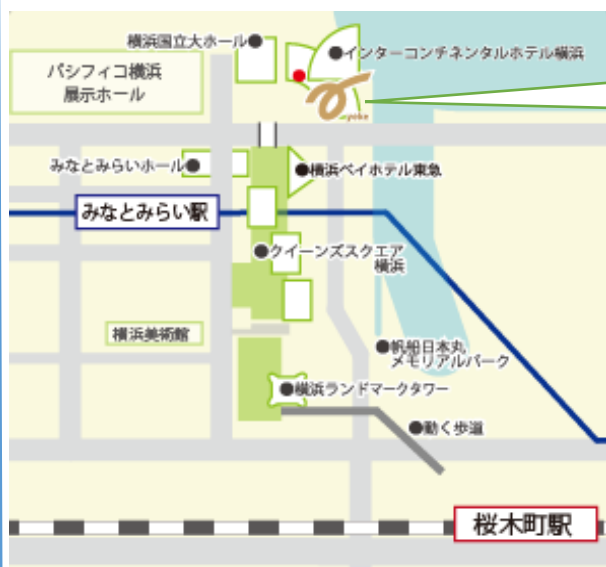 横浜国立大ホール
インターコンチネンタルホテル横浜
パシフィコ横浜
展示ホール
みなとみらいホール
横浜ベイホテル東急
みなとみらい駅
クイーンズスクエア
横浜
横浜美術館
帆船日本丸
メモリアルパーク
横浜ランドマークタワー
動く歩道
桜木町駅